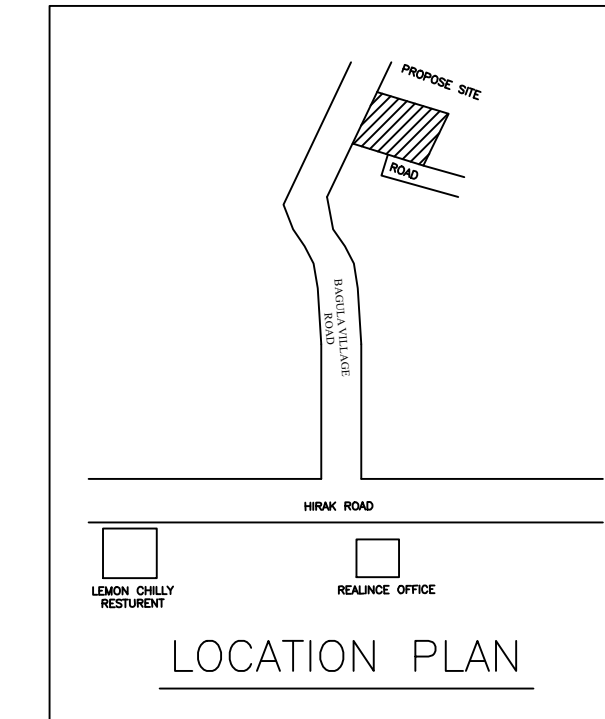 PROPOSE SITE
ROAD
BAGULA VILLAGE
ROAD
HIRAK ROAD
LEMON CHILLY
RESTURENT
REALINCE OFFICE
LOCATION PLAN